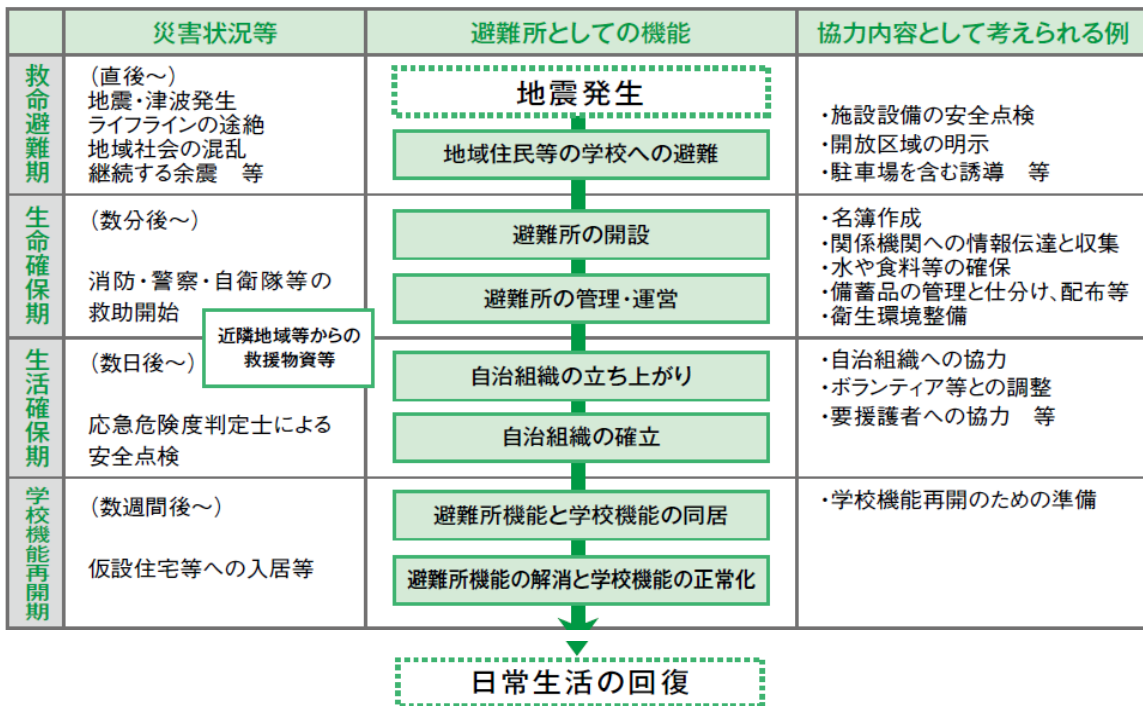 災害状況等
避難所としての機能
協力内容として考えられる例
救命避難期
(直後～)
地震・津波発生
ライフラインの途絶
地域社会の混乱
継続する余震　等
地震発生
地域住民等の学校への避難
・施設設備の安全点検
・開放区域の明示
・駐車場を含む誘導　等
生命確保期
(数分後～)
消防・警察・自衛隊等の
救助開始
避難所の開設
避難所の管理・運営
・名簿作成
・関係機関への情報伝達と収集
・水や食料等の確保
・備蓄品の管理と仕分け、配布等
・衛生環境整備
近隣地域等からの
救援物資等
生活確保期
(数日後～)
応急危険度判定士による
安全点検
自治組織の立ち上がり
自治組織の確立
・自治組織への協力
・ボランティア等との調整
・要援護者への協力　等
学校機能再開期
(数週間後～)
仮設住宅等への入居等
避難所機能と学校機能の同居
避難所機能の解消と学校機能の正常化
・学校機能再開のための準備
日常生活の回復